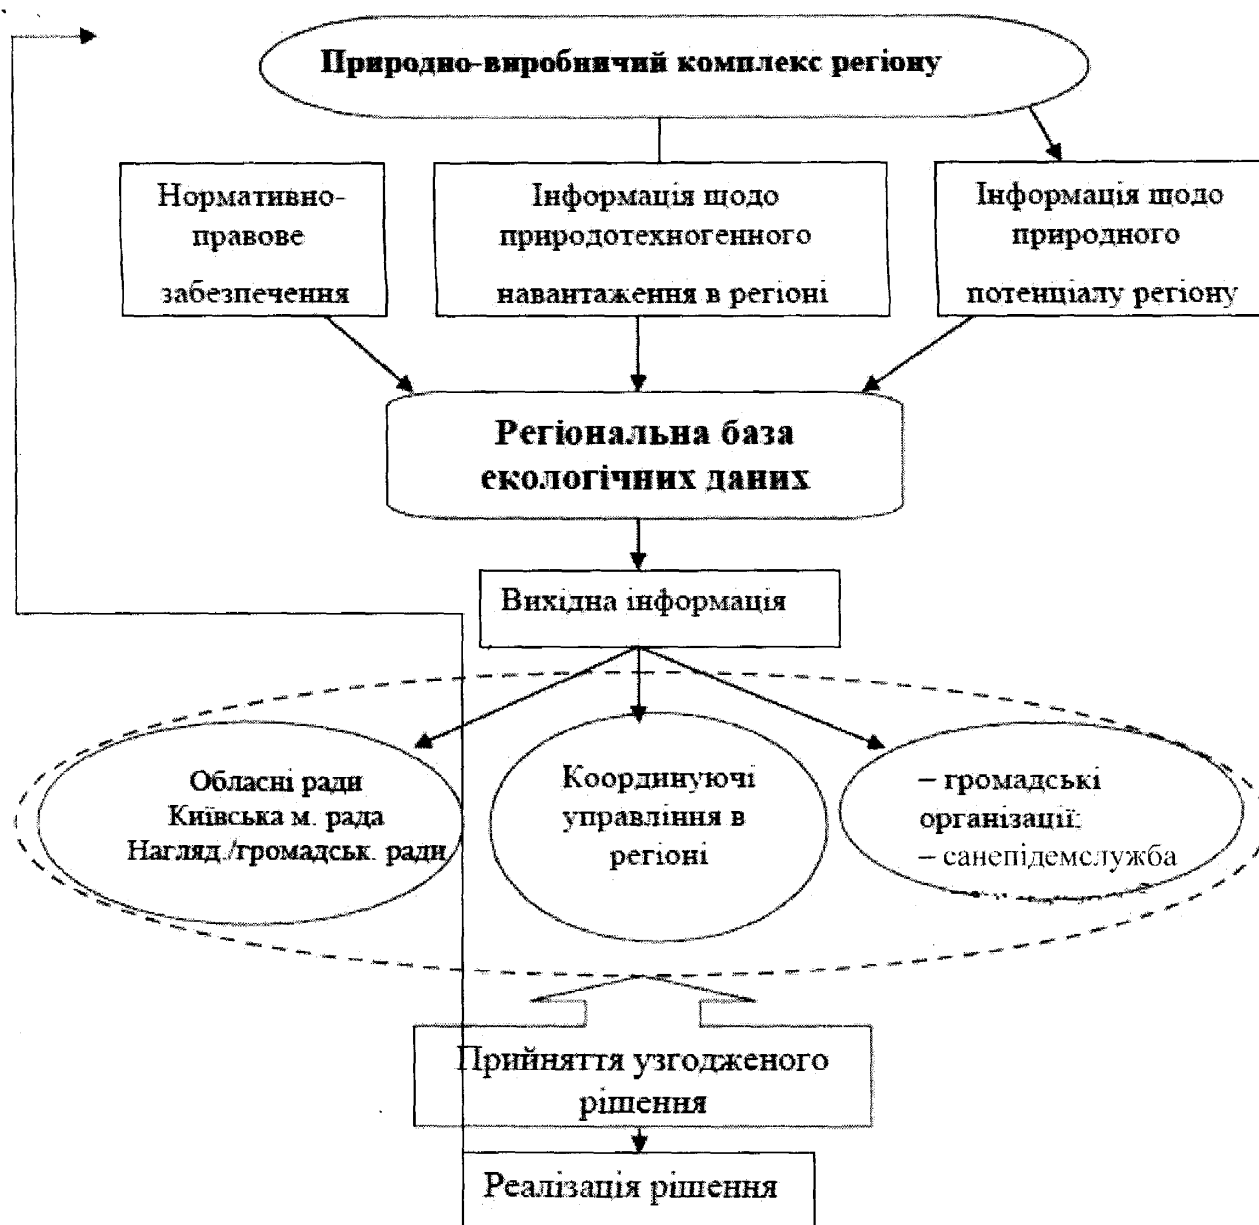 Природно-виробничий комплекс регіону
Нормативно-
правове
забезпечення
Інформація щодо
природотехногенного
навантаження в регіоні
Інформація щодо
природного
потенціалу регіону
Регіональна база
екологічних даних
Вихідна інформація
Обласні ради
Київська м. рада
Нагляд./громадськ. ради
Координуючі
управління в
регіоні
– громадські
організації;
– санепідемслужба
Прийняття узгодженого
рішення
Реалізація рішення